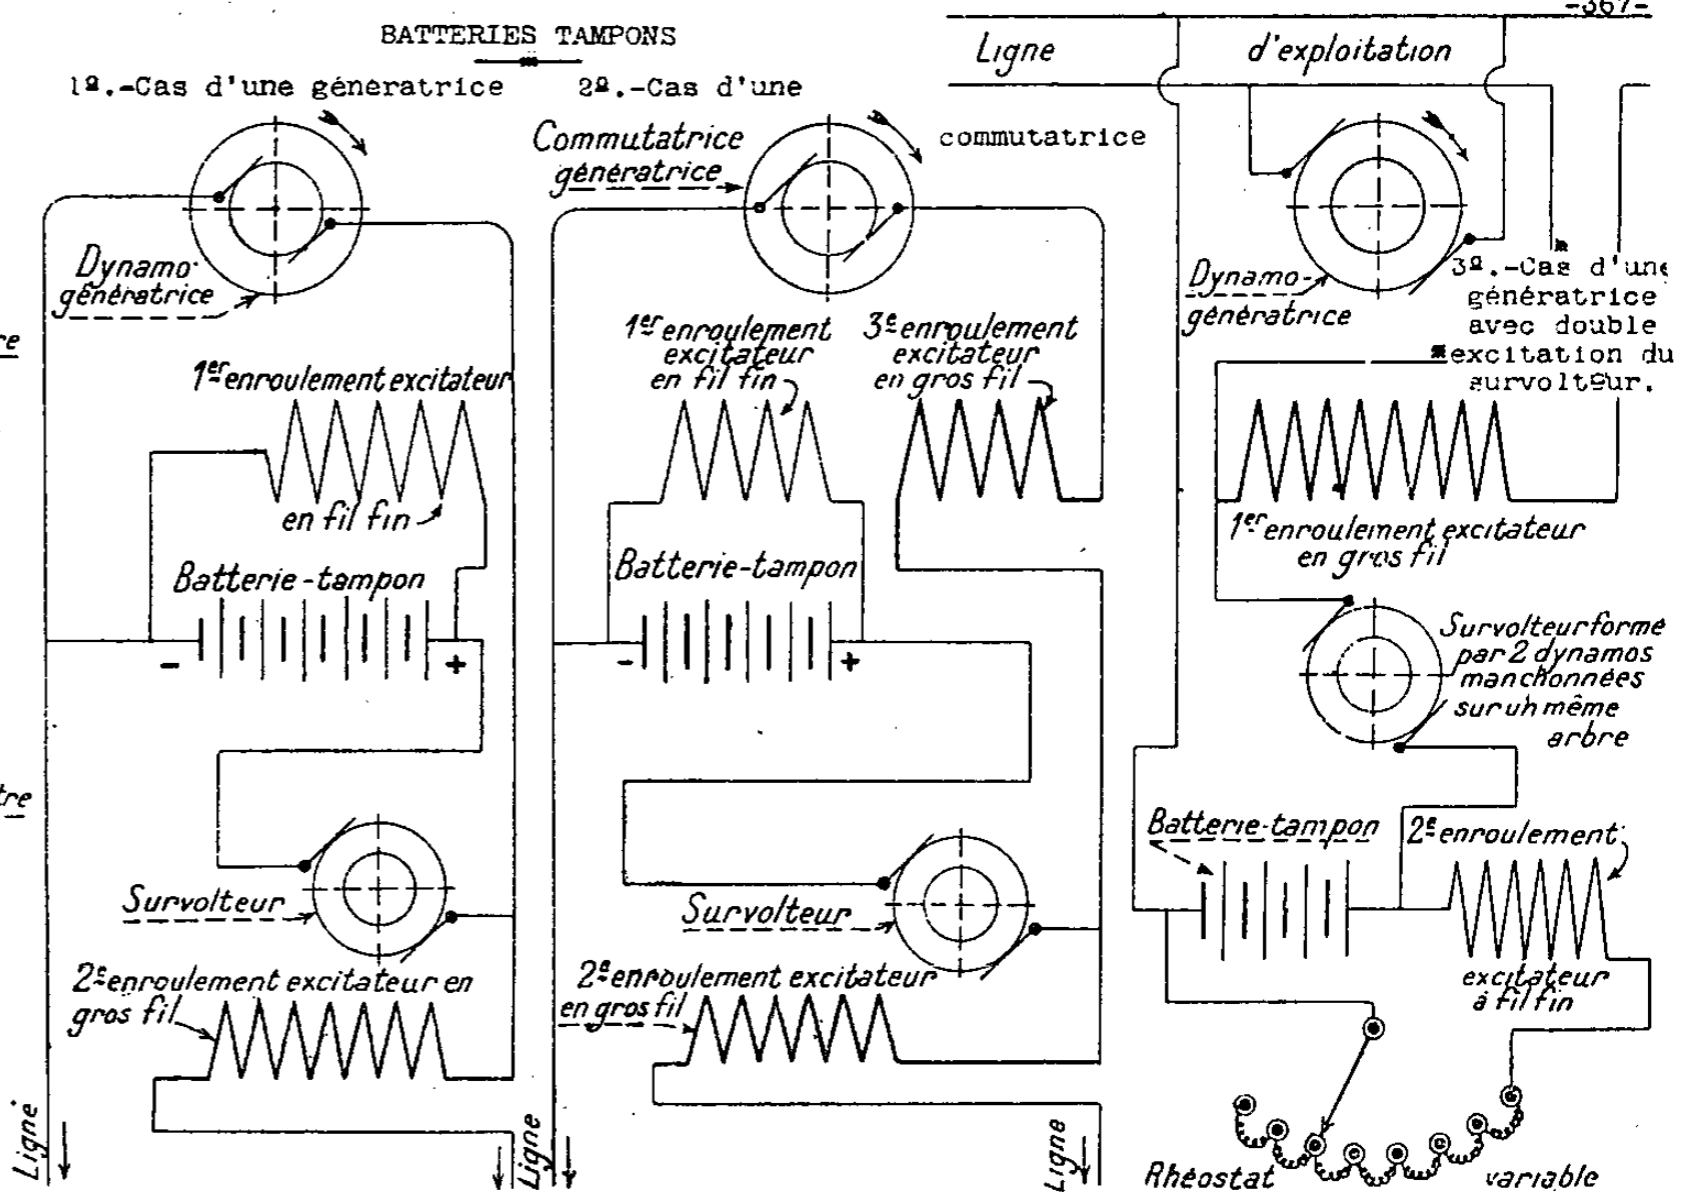 -367-
BATTERIES TAMPONS
1º.-Cas d'une géneratrice
2º.-Cas d'une
commutatrice
Ligne d'exploitation
Commutatrice
génératrice
Dynamo-
génératrice
Dynamo-
génératrice
3º.-Cas d'une
génératrice
avec double
excitation du
survolteur.
re
1er enroulement excitateur
en fil fin
1er enroulement
excitateur
en fil fin
3e enroulement
excitateur
en gros fil
1er enroulement excitateur
en gros fil
Batterie-tampon
- +
Batterie-tampon
- +
Survolteur formé
par 2 dynamos
manchonnées
sur un même
arbre
tre
Batterie-tampon
2e enroulement
excitateur
à fil fin
Survolteur
Survolteur
2e enroulement excitateur en
gros fil
2e enroulement excitateur
en gros fil
Ligne
Ligne
Ligne
Rhéostat variable